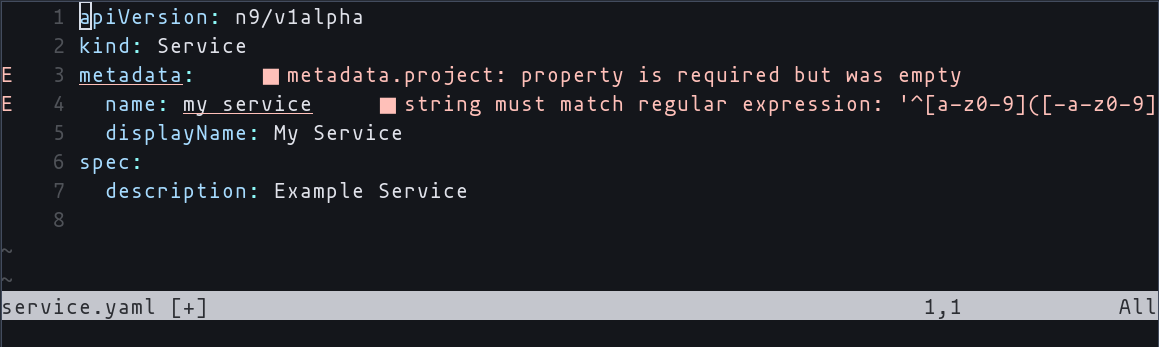 1 apiVersion: n9/v1alpha
2 kind: Service
E 3 metadata: ■ metadata.project: property is required but was empty
E 4   name: my service ■ string must match regular expression: '^[a-z0-9]([-a-z0-9]
5   displayName: My Service
6 spec:
7   description: Example Service
8
~
~
service.yaml [+] 1,1 All